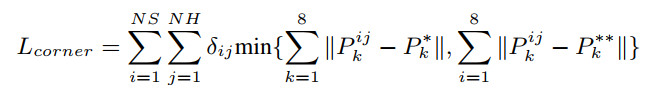 L_{corner} = \sum_{i=1}^{NS} \sum_{j=1}^{NH} \delta_{ij} \min\{ \sum_{k=1}^{8} \|P_k^{ij} - P_k^{*}\|, \sum_{i=1}^{8} \|P_k^{ij} - P_k^{**}\| \}